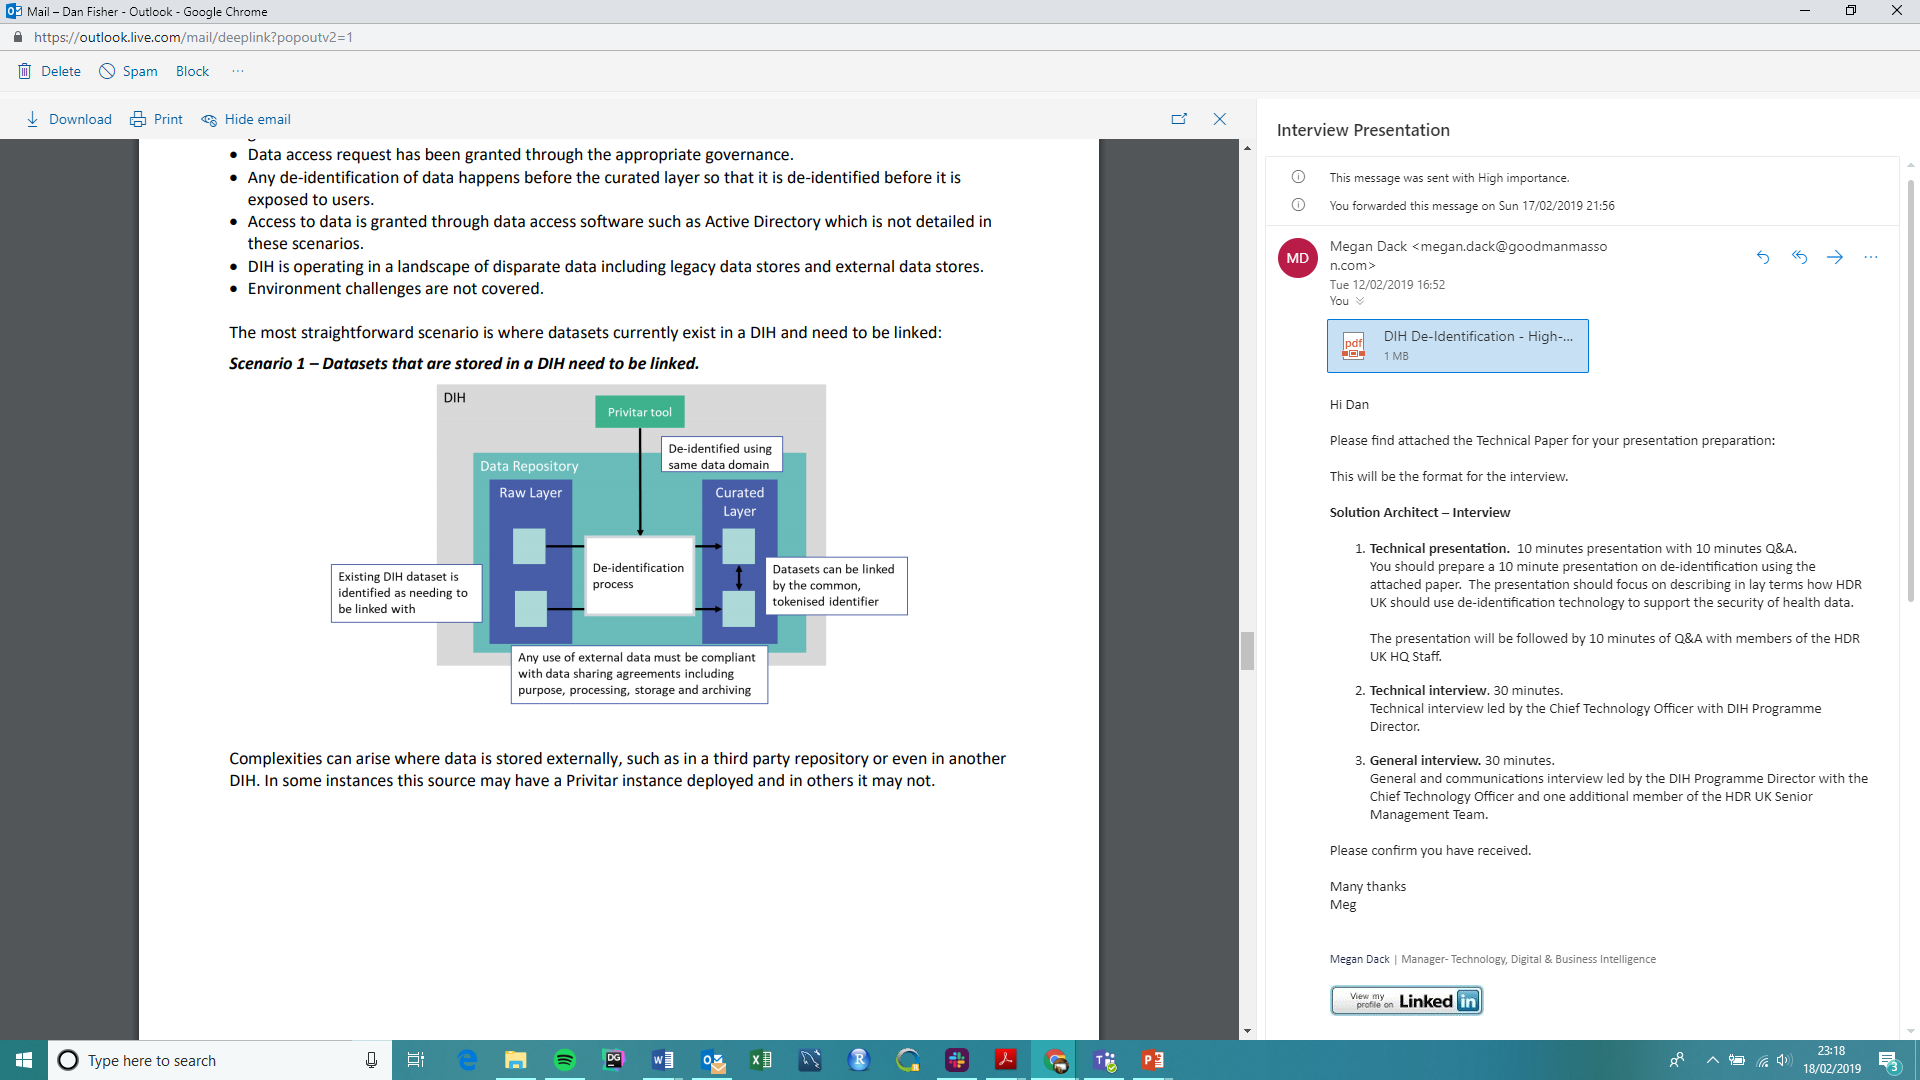 Mail – Dan Fisher - Outlook - Google Chrome
https://outlook.live.com/mail/deeplink?popoutv2=1
Delete Spam Block ...
Download Print Hide email
• Data access request has been granted through the appropriate governance.
• Any de-identification of data happens before the curated layer so that it is de-identified before it is
exposed to users.
• Access to data is granted through data access software such as Active Directory which is not detailed in
these scenarios.
• DIH is operating in a landscape of disparate data including legacy data stores and external data stores.
• Environment challenges are not covered.
The most straightforward scenario is where datasets currently exist in a DIH and need to be linked:
Scenario 1 – Datasets that are stored in a DIH need to be linked.
DIH
Privitar tool
De-identified using
same data domain
Data Repository
Raw Layer
Curated
Layer
De-identification
process
Existing DIH dataset is
identified as needing to
be linked with
Datasets can be linked
by the common,
tokenised identifier
Any use of external data must be compliant
with data sharing agreements including
purpose, processing, storage and archiving
Complexities can arise where data is stored externally, such as in a third party repository or even in another
DIH. In some instances this source may have a Privitar instance deployed and in others it may not.
Interview Presentation
This message was sent with High importance.
You forwarded this message on Sun 17/02/2019 21:56
MD
Megan Dack <megan.dack@goodmanmasso
n.com>
Tue 12/02/2019 16:52
You
pdf
DIH De-Identification - High-...
1 MB
Hi Dan
Please find attached the Technical Paper for your presentation preparation:
This will be the format for the interview.
Solution Architect – Interview
1. Technical presentation. 10 minutes presentation with 10 minutes Q&A.
You should prepare a 10 minute presentation on de-identification using the
attached paper. The presentation should focus on describing in lay terms how HDR
UK should use de-identification technology to support the security of health data.
The presentation will be followed by 10 minutes of Q&A with members of the HDR
UK HQ Staff.
2. Technical interview. 30 minutes.
Technical interview led by the Chief Technology Officer with DIH Programme
Director.
3. General interview. 30 minutes.
General and communications interview led by the DIH Programme Director with the
Chief Technology Officer and one additional member of the HDR UK Senior
Management Team.
Please confirm you have received.
Many thanks
Meg
Megan Dack | Manager- Technology, Digital & Business Intelligence
View my
profile on
Linked in
Type here to search
DG
23:18
18/02/2019
3